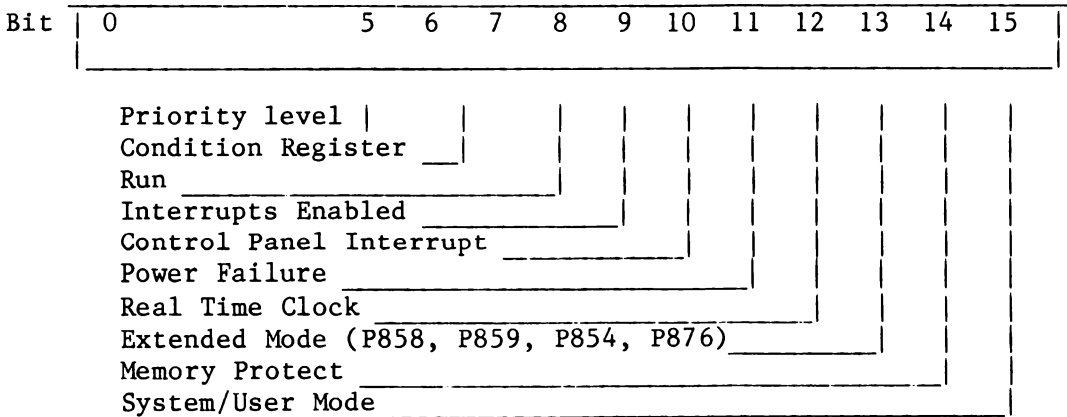 Bit 0 5 6 7 8 9 10 11 12 13 14 15
Priority level
Condition Register
Run
Interrupts Enabled
Control Panel Interrupt
Power Failure
Real Time Clock
Extended Mode (P858, P859, P854, P876)
Memory Protect
System/User Mode